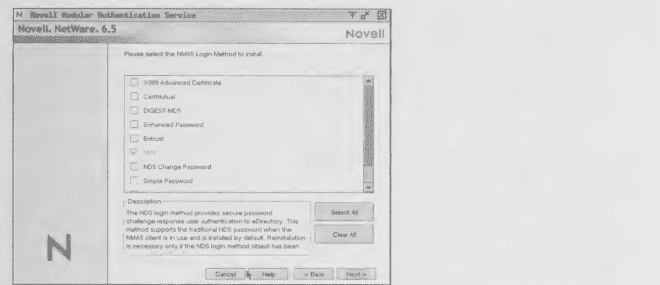 N Novell Modular Authentication Service
Novell. NetWare. 6.5
Novell
Please select the NMAS Login Method to install
X509 Advanced Certificate
CertMutual
DIGEST-MD5
Enhanced Password
Entrust
NDS
NDS Change Password
Simple Password
Description
The NDS login method provides secure password
challenge-response user authentication to eDirectory. This
method supports the traditional NDS password when the
NMAS client is in use and is installed by default. Reinstallation
is necessary only if the NDS login method object has been
Select All
Clear All
N
Cancel Help < Back Next >